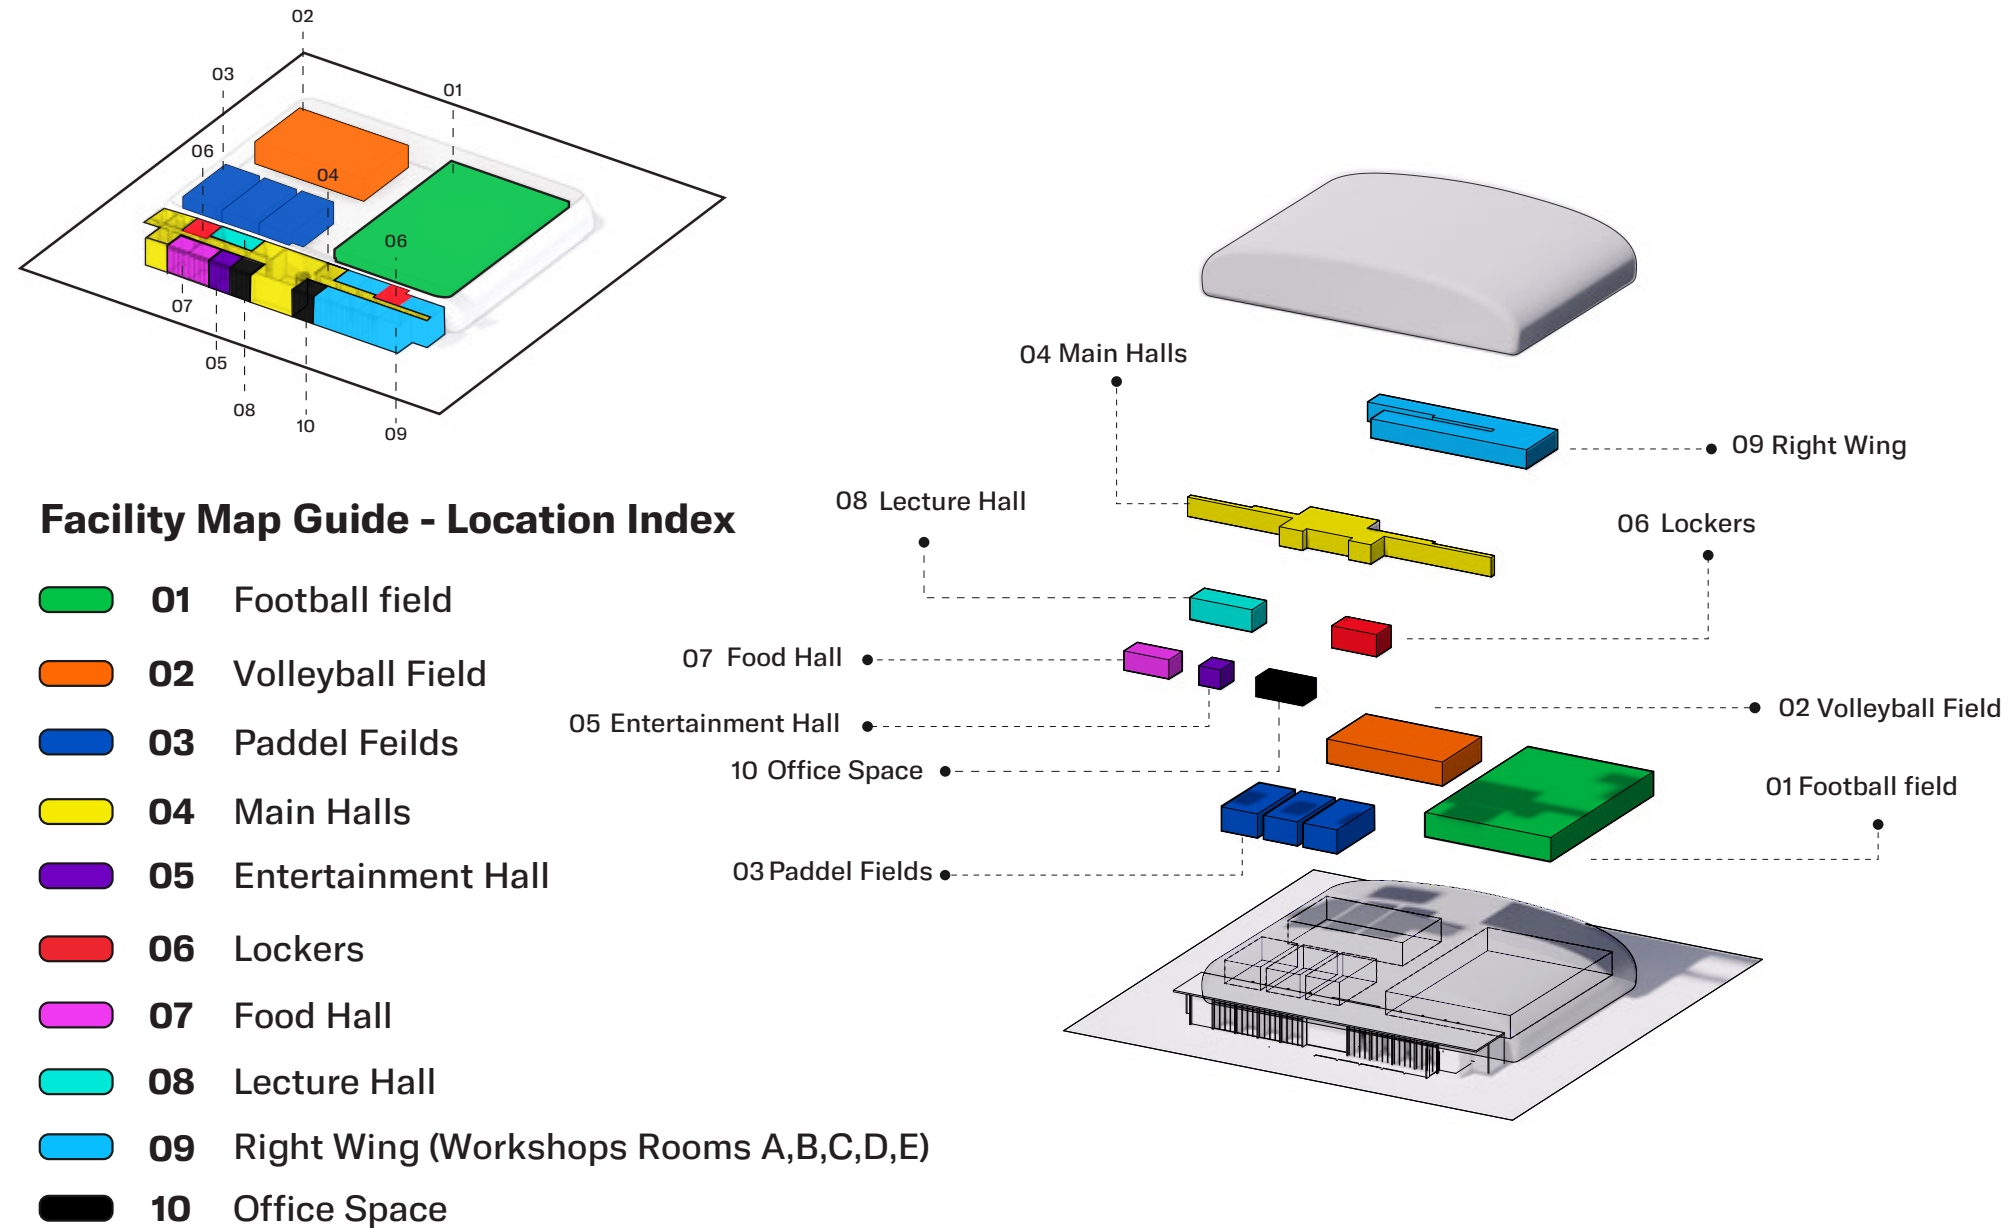 02
03
01
06
04
06
07
05
08
10
09
04 Main Halls
09 Right Wing
08 Lecture Hall
06 Lockers
07 Food Hall
05 Entertainment Hall
02 Volleyball Field
10 Office Space
01 Football field
03 Paddel Fields
Facility Map Guide - Location Index
01 Football field
02 Volleyball Field
03 Paddel Feilds
04 Main Halls
05 Entertainment Hall
06 Lockers
07 Food Hall
08 Lecture Hall
09 Right Wing (Workshops Rooms A,B,C,D,E)
10 Office Space